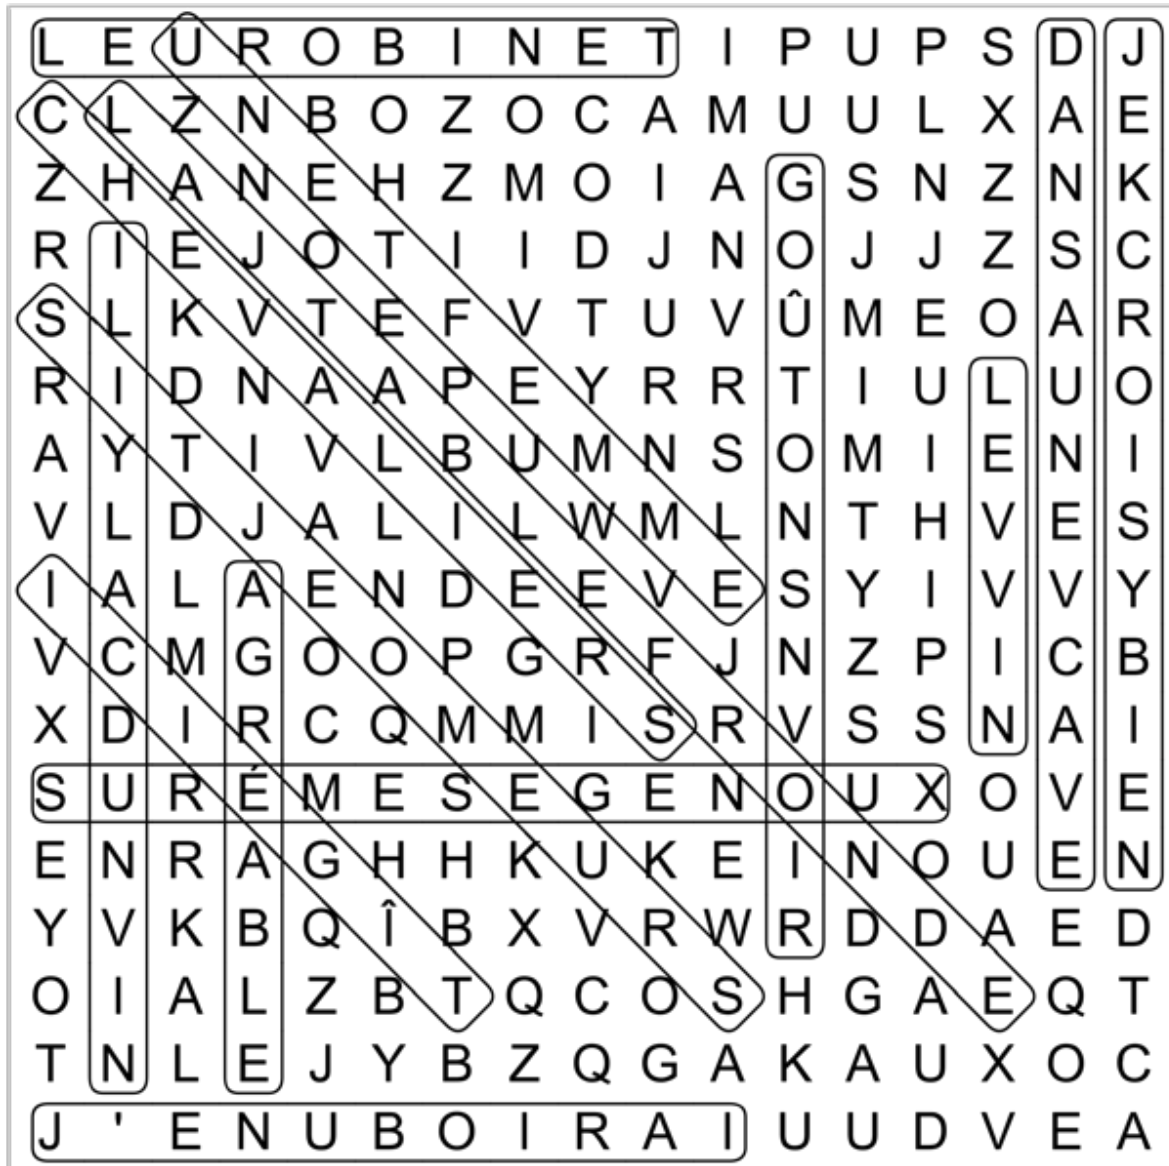 L E U R O B I N E T I P U P S D J
C L Z N B O Z O C A M U U L X A E
Z H A N E H Z M O I A G S N Z N K
R I E J O T I I D J N O J J Z S C
S L K V T E F V T U V Û M E O A R
R I D N A A P E Y R R T I U L U O
A Y T I V L B U M N S O M I E N I
V L D J A L I L W M L N T H V E S
I A L A E N D E E V E S Y I V V Y
V C M G O O P G R F J N Z P I C B
X D I R C Q M M I S R V S S N A I
S U R É M E S E G E N O U X O V E
E N R A G H H K U K E I N O U E N
Y V K B Q Î B X V R W R D D A E D
O I A L Z B T Q C O S H G A E Q T
T N L E J Y B Z Q G A K A U X O C
J ' E N U B O I R A I U U D V E A